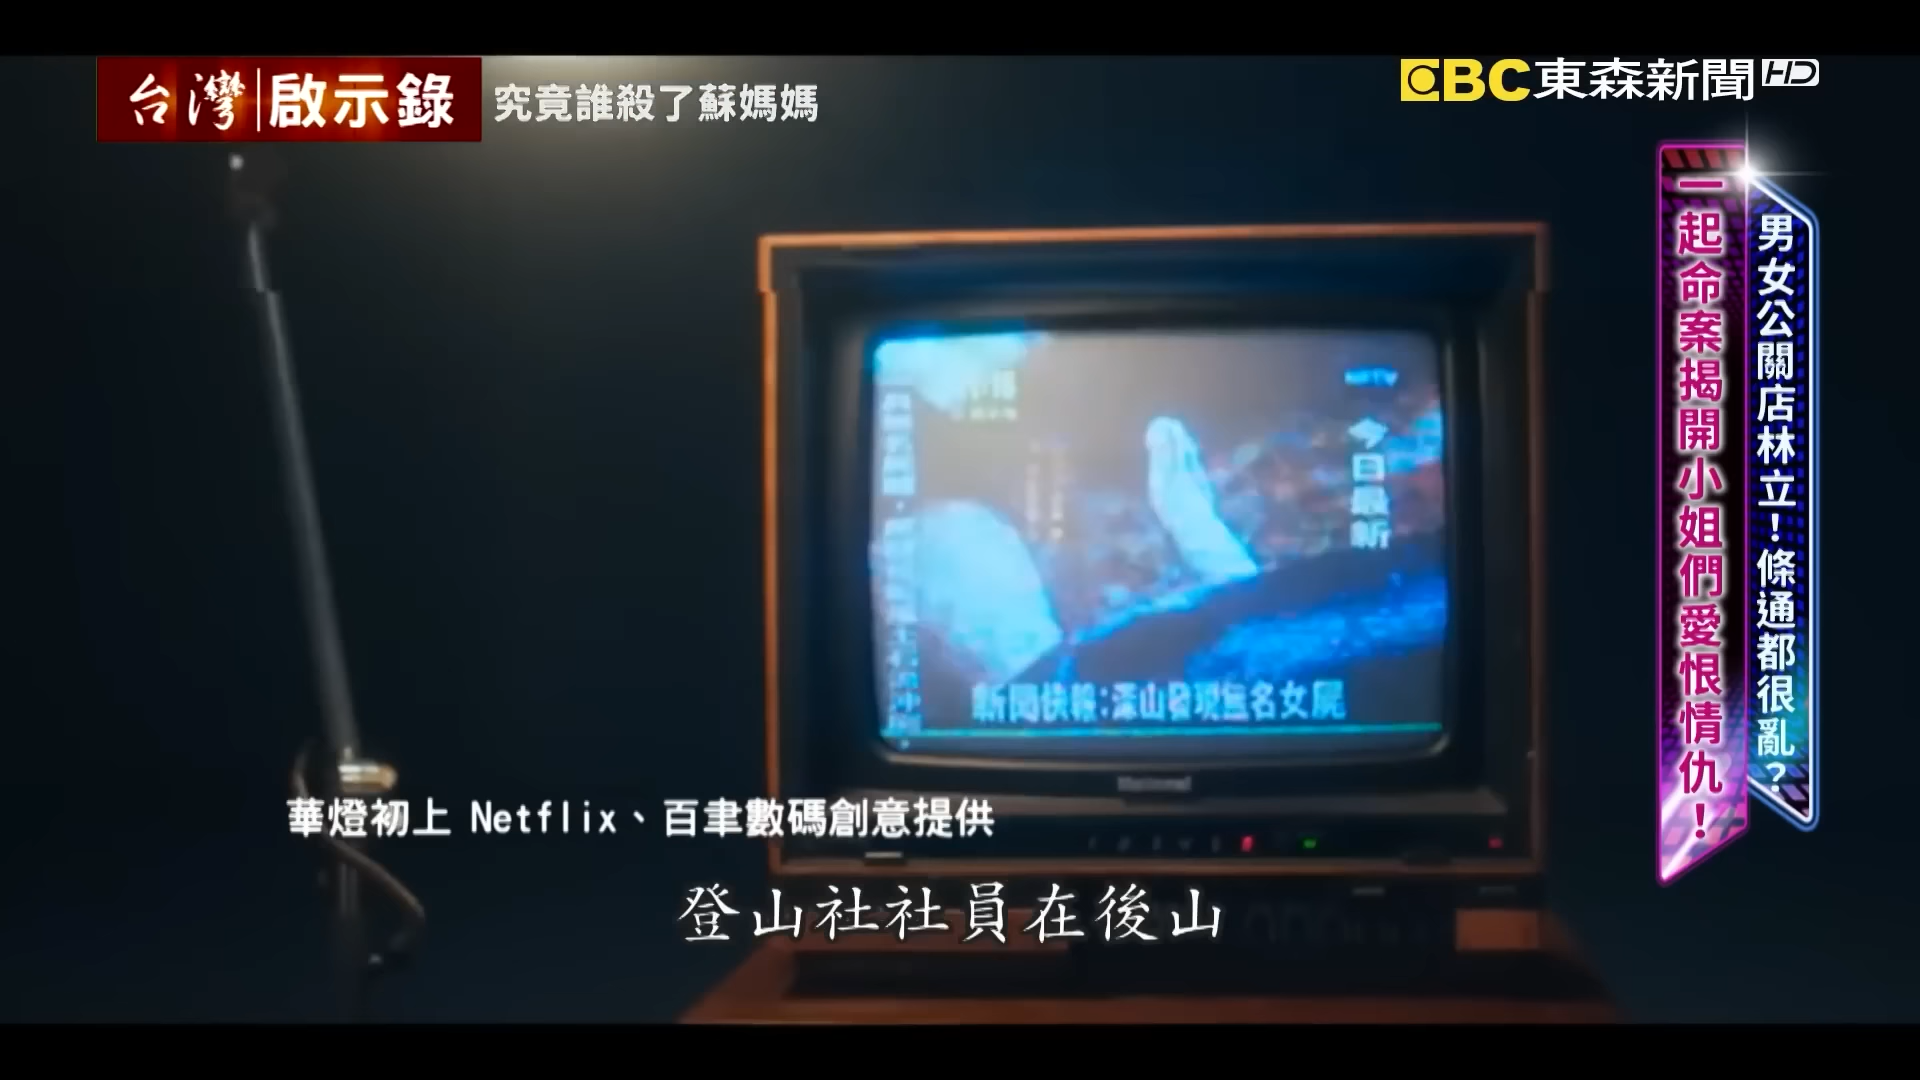 台灣啟示錄
究竟誰殺了蘇媽媽
EBC東森新聞HD
男女公關店林立！條通都很亂？
一起命案揭開小姐們愛恨情仇！
今日最新
新聞快報：深山發現無名女屍
華燈初上 Netflix、百聿數碼創意提供
登山社社員在後山